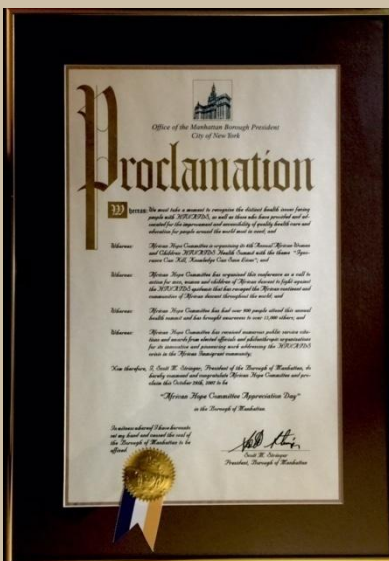 Office of the Manhattan Borough President
City of New York
Proclamation
Whereas: We must take a moment to recognize the distinct health issues facing
people with HIV/AIDS, as well as those who have provided and ad-
vocated for the improvement and accessibility of quality health care and
education for people around the world most in need; and
Whereas: African Hope Committee is organizing its 4th Annual African Women
and Children HIV/AIDS Health Summit with the theme "Igno-
rance Can Kill, Knowledge Can Save Lives"; and
Whereas: African Hope Committee has organized this conference as a call to
action for men, women and children of African descent to fight against
the HIV/AIDS epidemic that has ravaged the African continent and
communities of African descent throughout the world; and
Whereas: African Hope Committee has had over 900 people attend this annual
health summit and has brought awareness to over 15,000 others; and
Whereas: African Hope Committee has received numerous public service cita-
tions and awards from elected officials and philanthropic organizations
for its innovative and pioneering work addressing the HIV/AIDS
crisis in the African Immigrant community;
Now therefore, I, Scott M. Stringer, President of the Borough of Manhattan, do
hereby commend and congratulate African Hope Committee and pro-
claim this October 20th, 2007 to be
"African Hope Committee Appreciation Day"
in the Borough of Manhattan.
In witness whereof I have hereunto
set my hand and caused the seal of
the Borough of Manhattan to be
affixed.
Scott M. Stringer
President, Borough of Manhattan